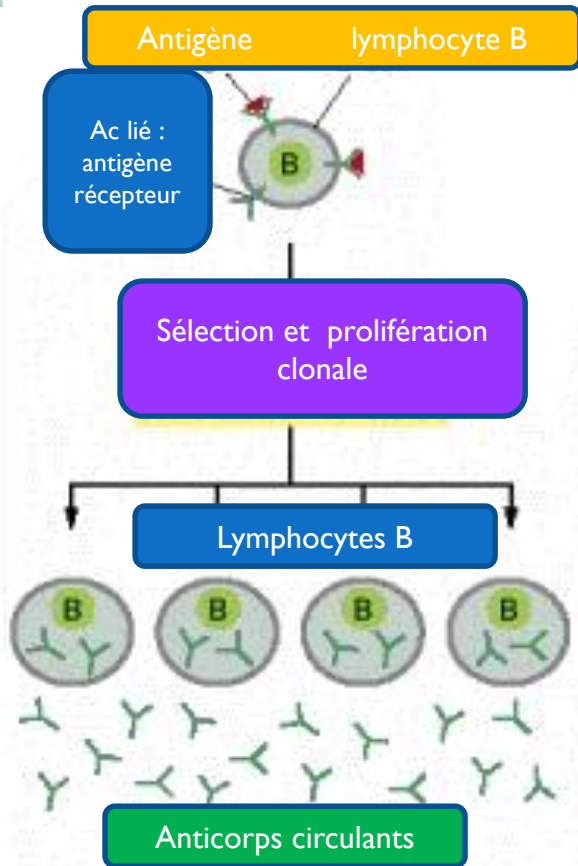 Antigène lymphocyte B
Ac lié :
antigène
récepteur
B
Sélection et prolifération
clonale
Lymphocytes B
B B B B
Anticorps circulants